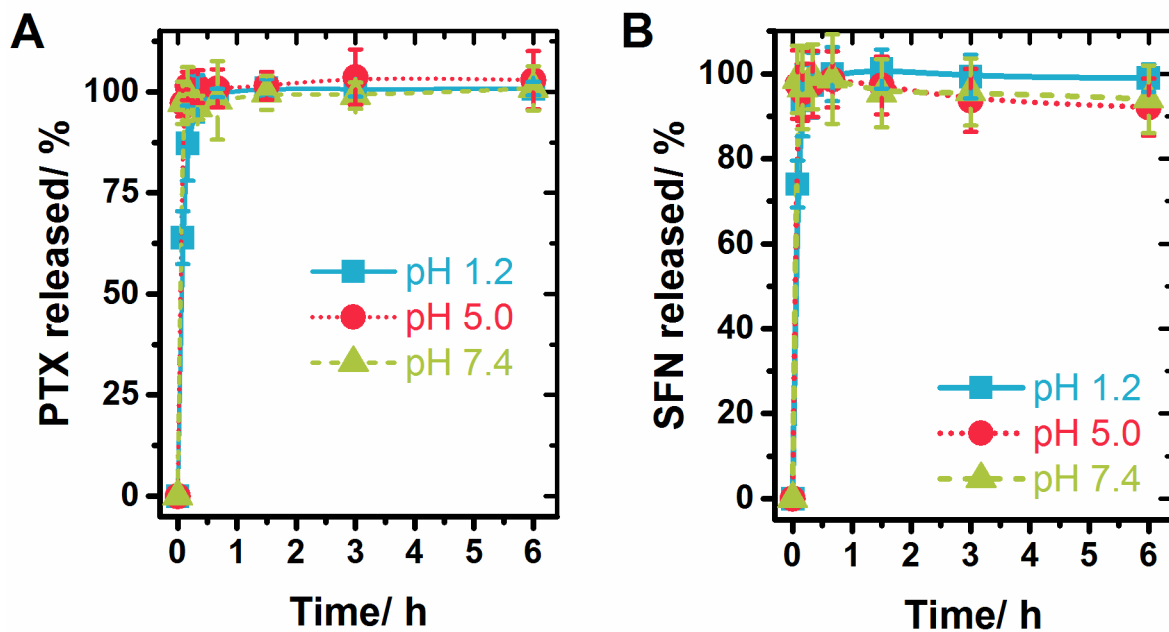 A
PTX released/ %
100
75
50
25
0
pH 1.2
pH 5.0
pH 7.4
0 1 2 3 4 5 6
Time/ h
B
SFN released/ %
100
80
60
40
20
0
pH 1.2
pH 5.0
pH 7.4
0 1 2 3 4 5 6
Time/ h